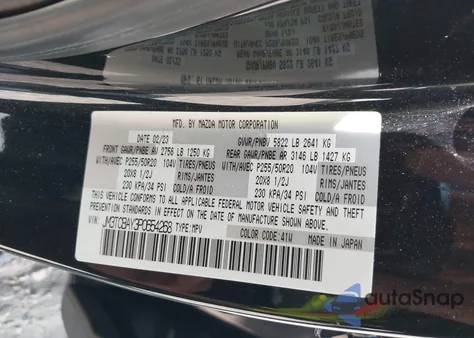 MFD. BY MAZDA MOTOR CORPORATION
DATE 02/23 GVWR/PNBV 5822 LB 2641 KG
FRONT GAWR/PNBE AV 2756 LB 1250 KG REAR GAWR/PNBE AR 3146 LB 1427 KG
WITH/AVEC P255/50R20 104V TIRES/PNEUS WITH/AVEC P255/50R20 104V TIRES/PNEUS
20X8 1/2J RIMS/JANTES 20X8 1/2J RIMS/JANTES
230 KPA/34 PSI COLD/A FROID 230 KPA/34 PSI COLD/A FROID
THIS VEHICLE CONFORMS TO ALL APPLICABLE FEDERAL MOTOR VEHICLE SAFETY, BUMPER, AND THEFT
PREVENTION STANDARDS IN EFFECT ON THE DATE OF MANUFACTURE SHOWN ABOVE.
TYPE:MPV COLOR CODE:41W MADE IN JAPAN
autoSnap